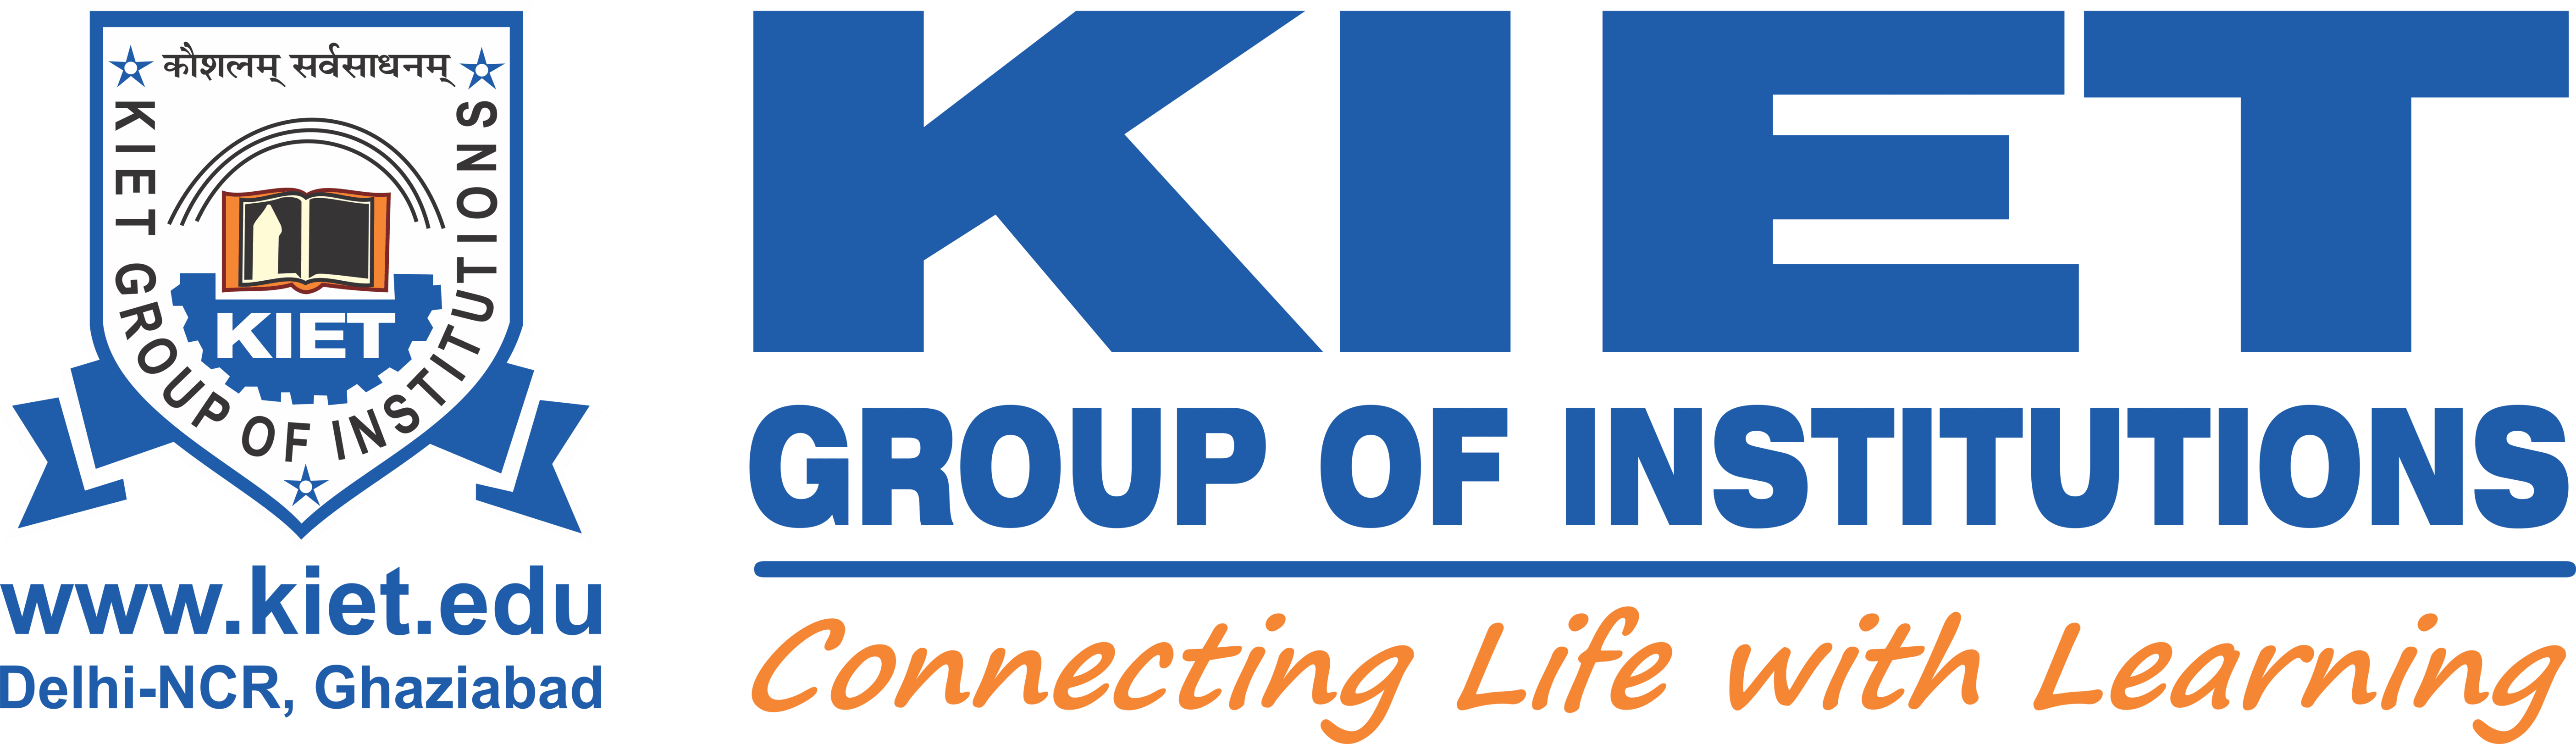 कौशलम् सर्वसाधनम्
KIET GROUP OF INSTITUTIONS
KIET
www.kiet.edu
Delhi-NCR, Ghaziabad
KIET
GROUP OF INSTITUTIONS
Connecting Life with Learning